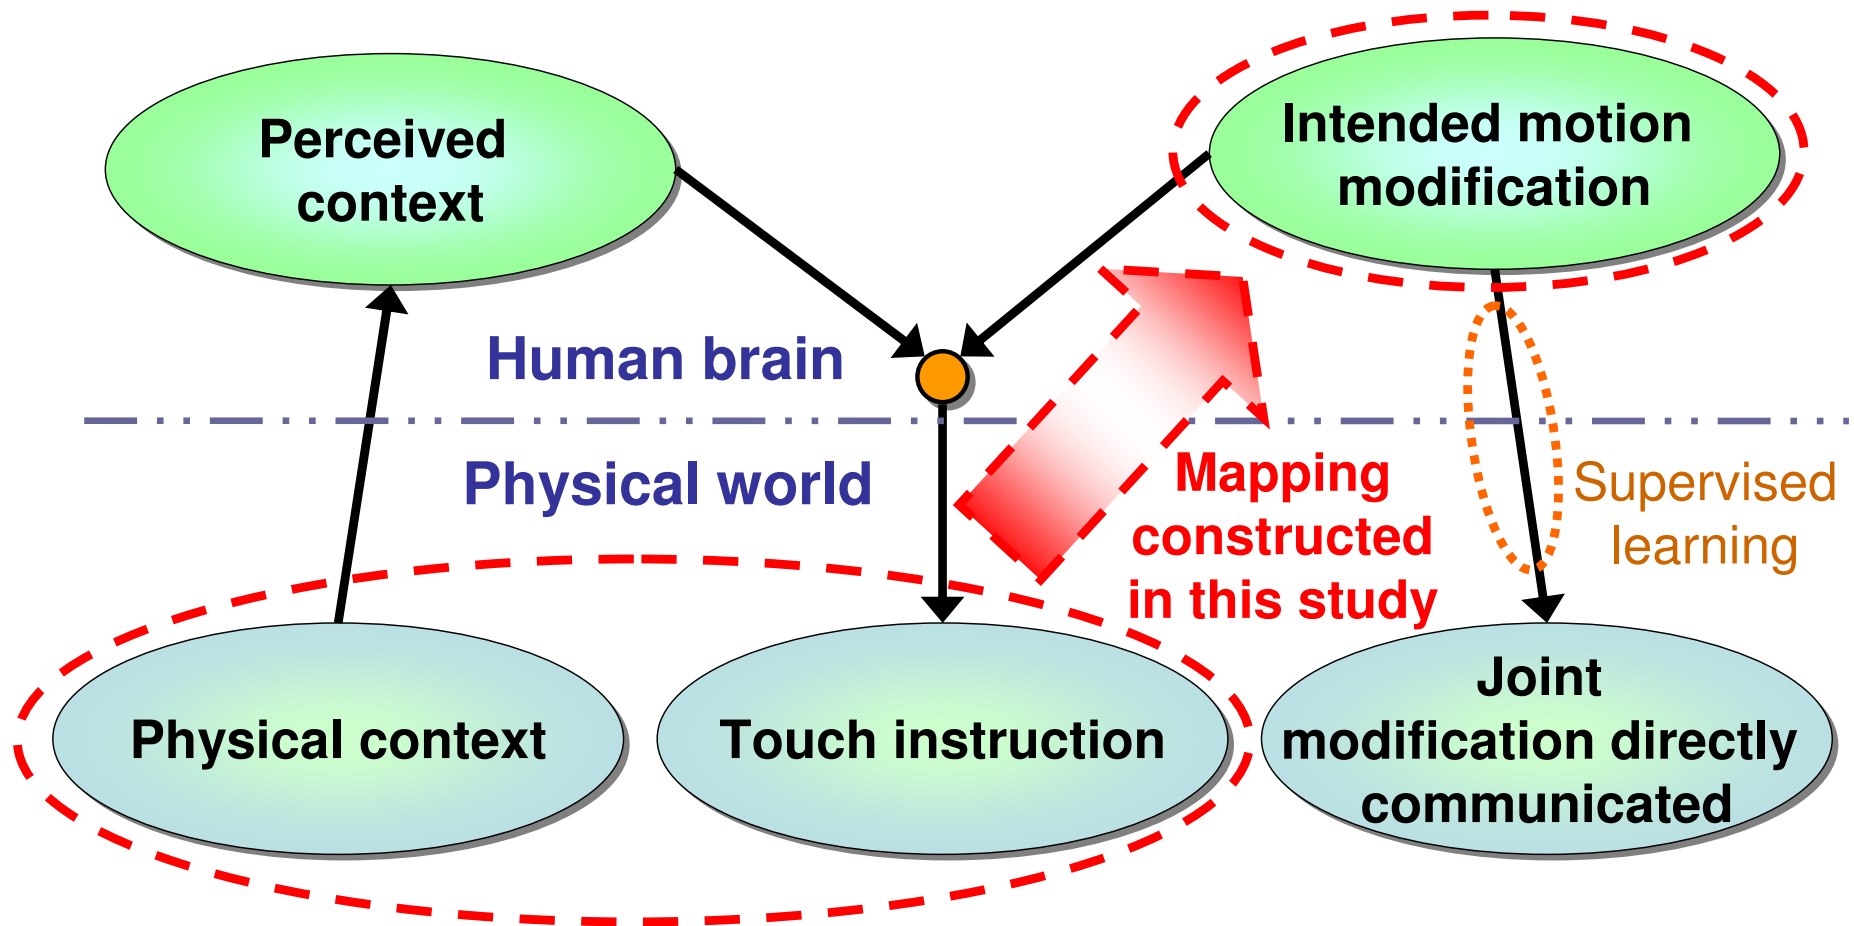 Perceived
context
Intended motion
modification
Human brain
Physical world
Mapping
constructed
in this study
Supervised
learning
Physical context
Touch instruction
Joint
modification directly
communicated